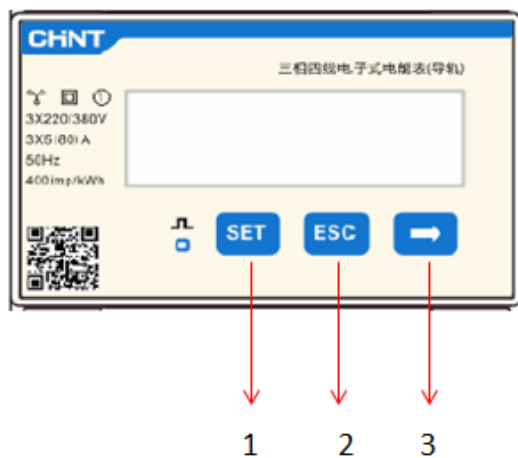 CHNT
三相四线电子式电能表(导轨)
3X220/380V
3X5(80) A
50Hz
400imp/kWh
SET
ESC
1
2
3